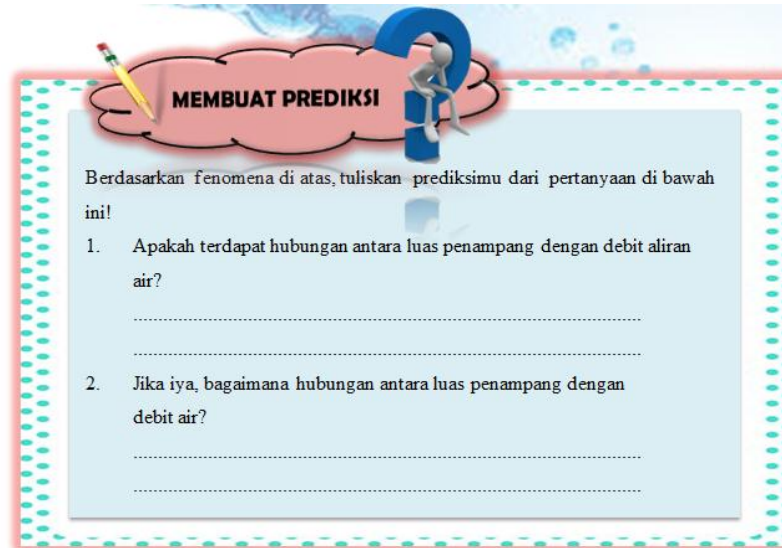 MEMBUAT PREDIKSI
Berdasarkan fenomena di atas, tuliskan prediksimu dari pertanyaan di bawah
ini!
1. Apakah terdapat hubungan antara luas penampang dengan debit aliran
air?
2. Jika iya, bagaimana hubungan antara luas penampang dengan
debit air?